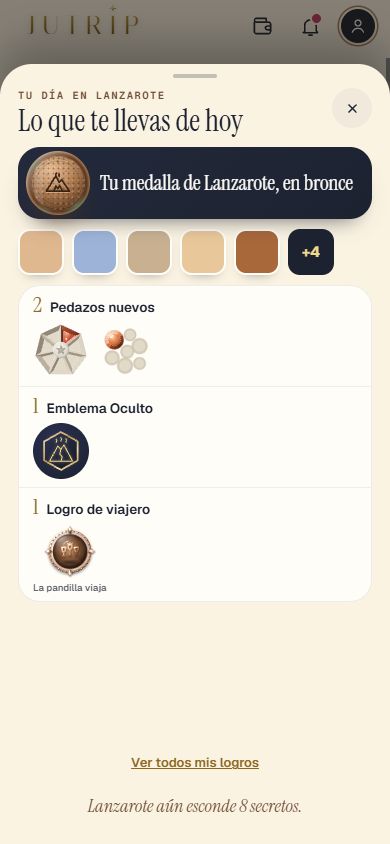 JUTRIP
TU DÍA EN LANZAROTE
Lo que te llevas de hoy
Tu medalla de Lanzarote, en bronce
+4
2 Pedazos nuevos
1 Emblema Oculto
1 Logro de viajero
La pandilla viaja
Ver todos mis logros
Lanzarote aún esconde 8 secretos.